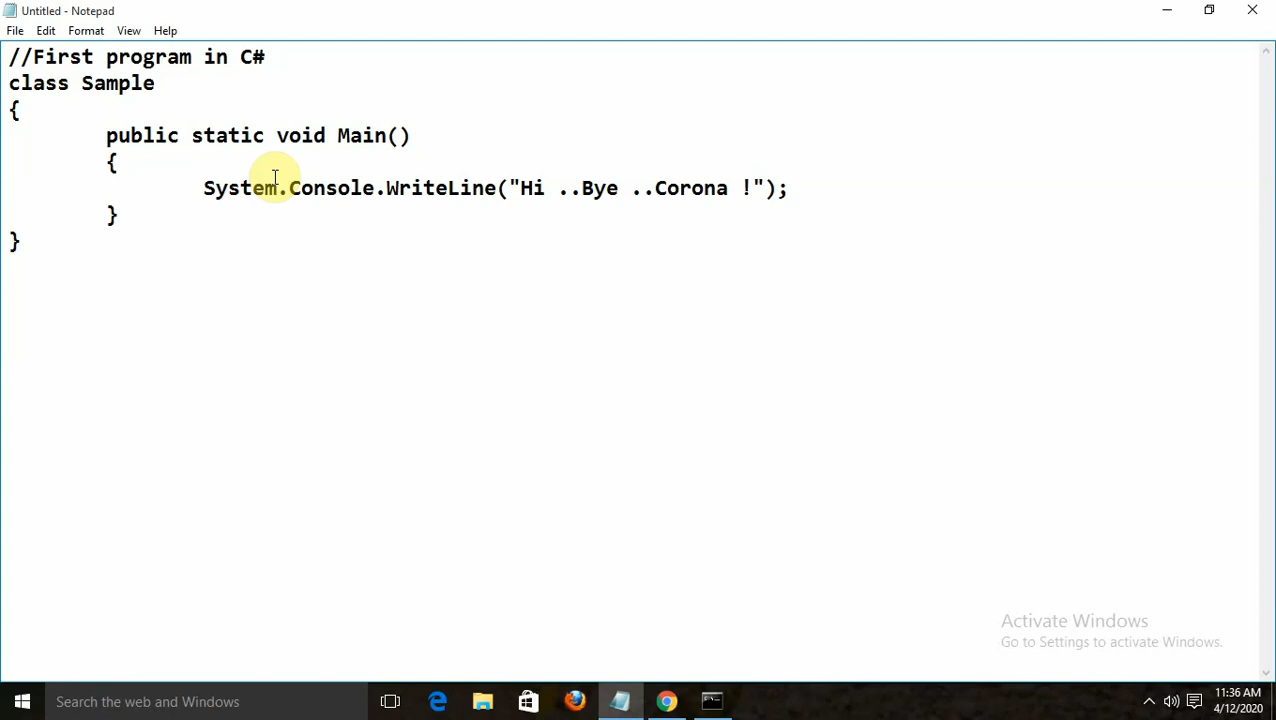 Untitled - Notepad
File Edit Format View Help
//First program in C#
class Sample
{
public static void Main()
{
System.Console.WriteLine("Hi ..Bye ..Corona !");
}
}
Activate Windows
Go to Settings to activate Windows.
Search the web and Windows
11:36 AM
4/12/2020